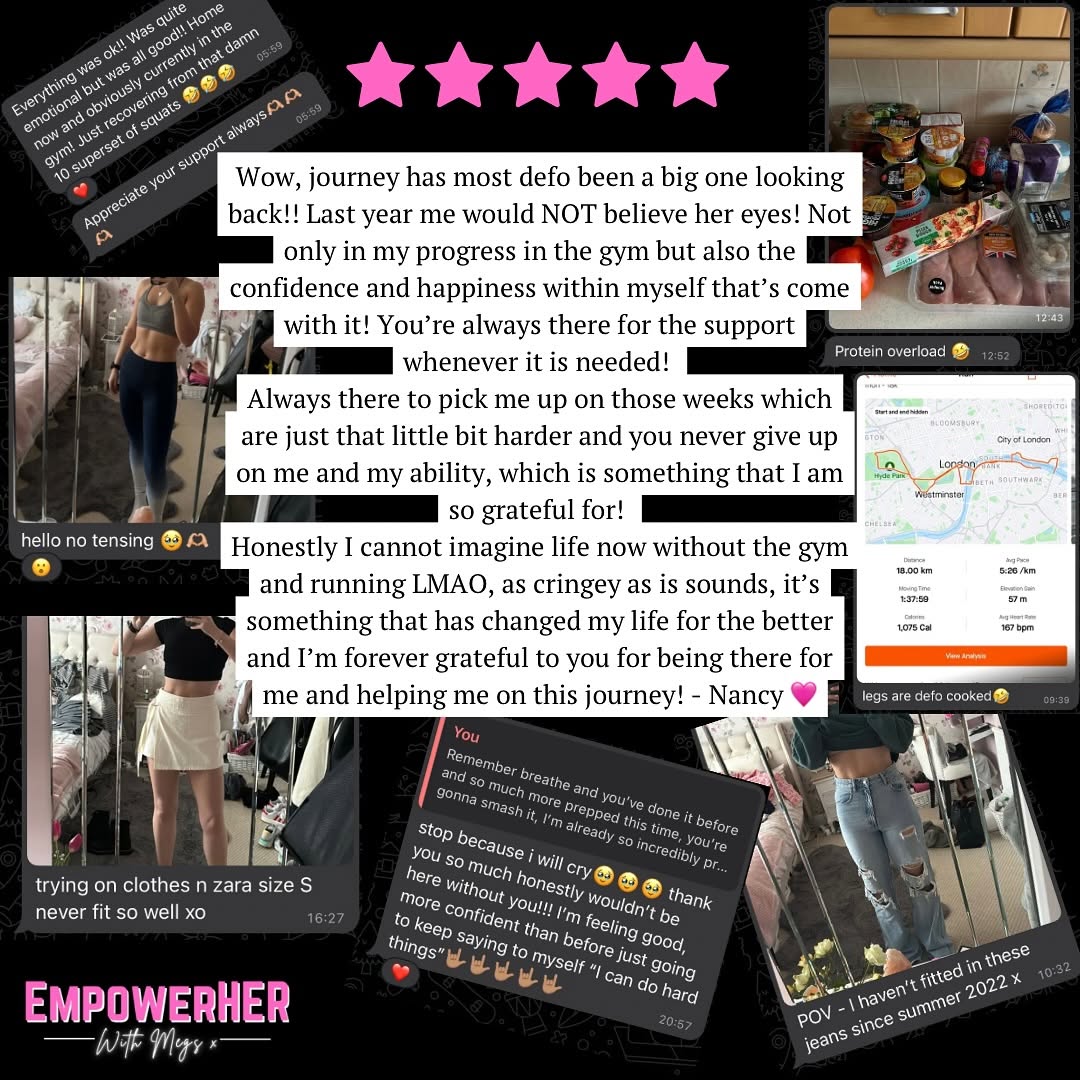 Everything was ok!! Was quite
emotional but was all good!! Home
now and obviously currently in the
gym! Just recovering from that damn
10 superset of squats 🤣🤣🤣
05:59
Appreciate your support always🫶🏽🫶🏽
🫶🏽
05:59
Wow, journey has most defo been a big one looking
back!! Last year me would NOT believe her eyes! Not
only in my progress in the gym but also the
confidence and happiness within myself that’s come
with it! You’re always there for the support
whenever it is needed!
Always there to pick me up on those weeks which
are just that little bit harder and you never give up
on me and my ability, which is something that I am
so grateful for!
Honestly I cannot imagine life now without the gym
and running LMAO, as cringey as is sounds, it’s
something that has changed my life for the better
and I’m forever grateful to you for being there for
me and helping me on this journey! - Nancy 🩷
12:43
Protein overload 🤣 12:52
Start and end hidden
SHOREDITCH
BLOOMSBURY
City of London
London
SOUTH BANK
Hyde Park
SOUTHWARK
Westminster
CHELSEA
Distance
18.00 km
Avg Pace
5:26 /km
Moving Time
1:37:59
Elevation Gain
57 m
Calories
1,075 Cal
Avg Heart Rate
167 bpm
View Analysis
legs are defo cooked🤣 09:39
hello no tensing 🥹🫶🏽
trying on clothes n zara size S
never fit so well xo
16:27
You
Remember breathe and you’ve done it before
and so much more prepped this time, you’re
gonna smash it, I’m already so incredibly pr...
stop because i will cry🥹🥹🥹 thank
you so much honestly wouldn’t be
here without you!!! I’m feeling good,
more confident than before just going
to keep saying to myself “I can do hard
things”🤟🏽🤟🏽🤟🏽🤟🏽🤟🏽
20:57
POV - I haven’t fitted in these
jeans since summer 2022 x
10:32
EMPOWERHER
With Megs x